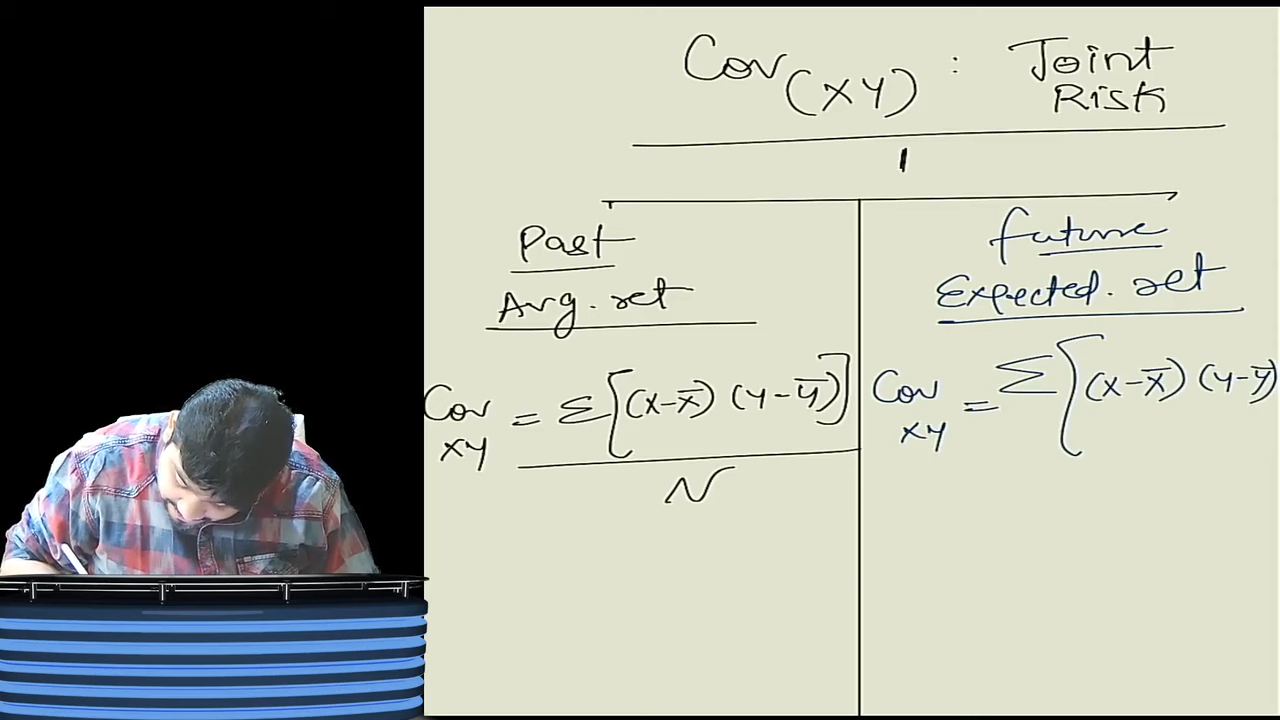 Cov(XY) : Joint
Risk
Past
Avg. ret
Cov XY = Σ[(x-x̄) (y-ȳ)]
N
future
Expected. ret
Cov XY = Σ[(x-x̄) (y-ȳ)